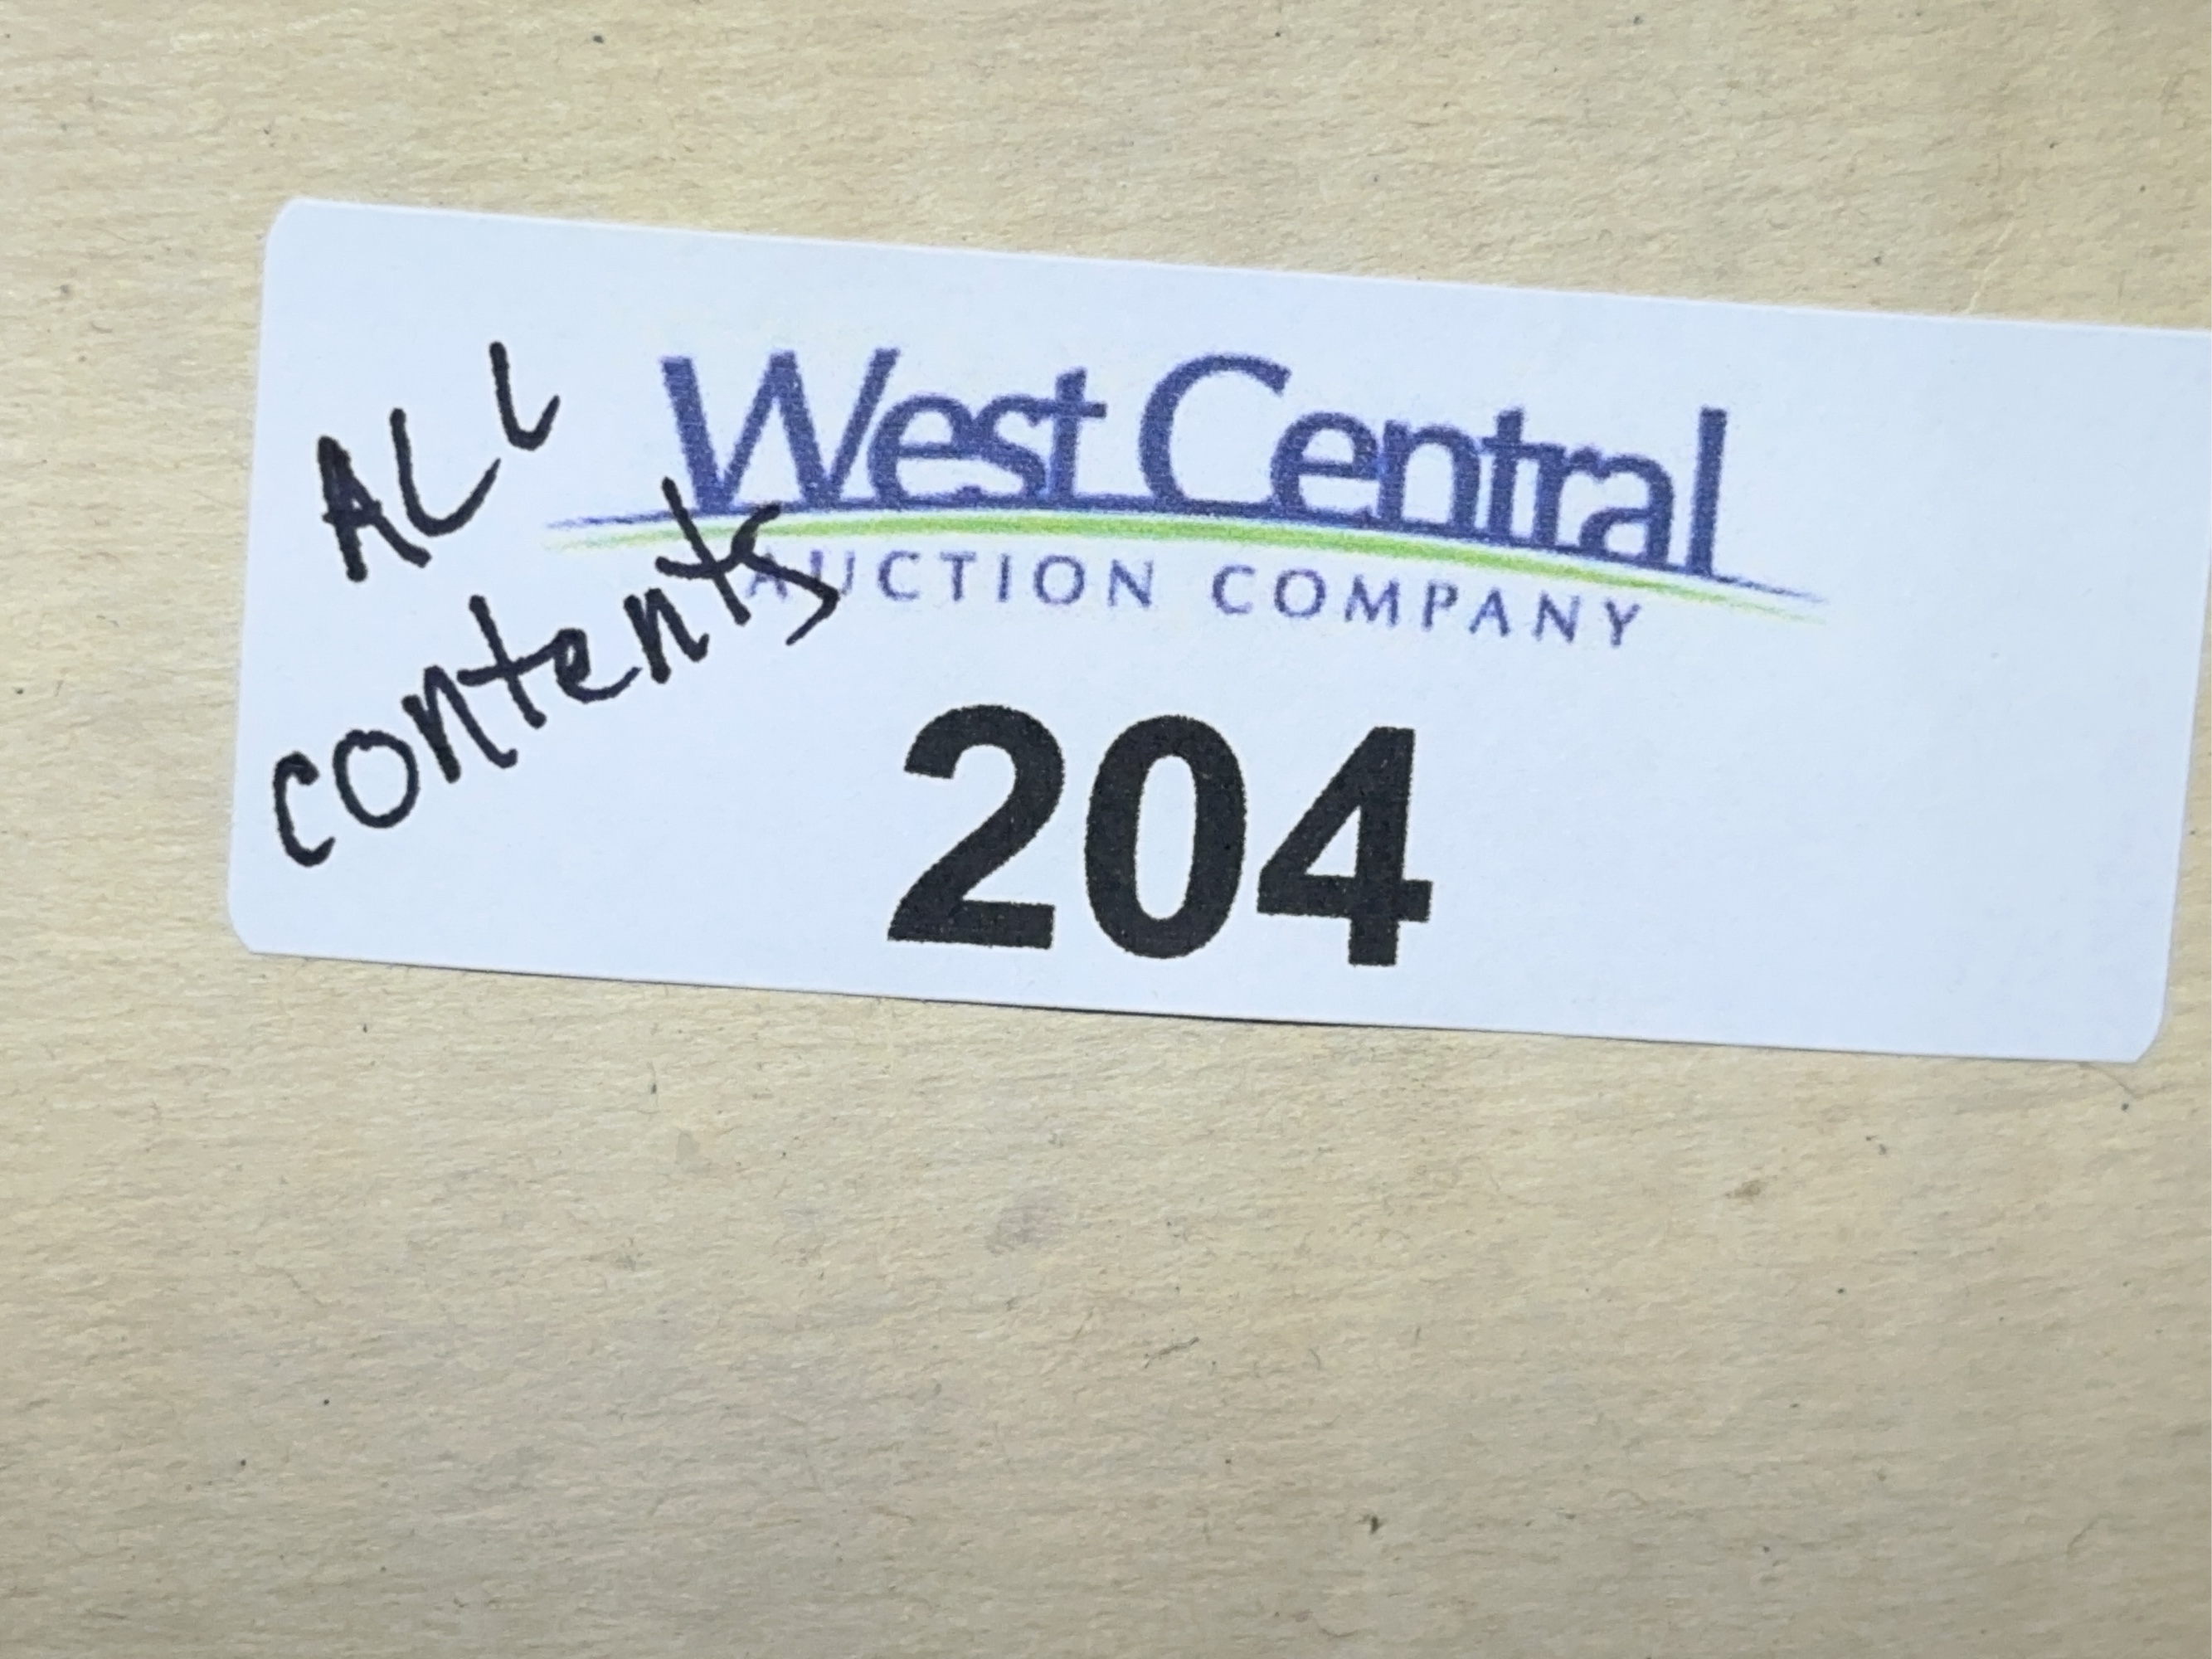 ALL
contents
West Central
AUCTION COMPANY
204